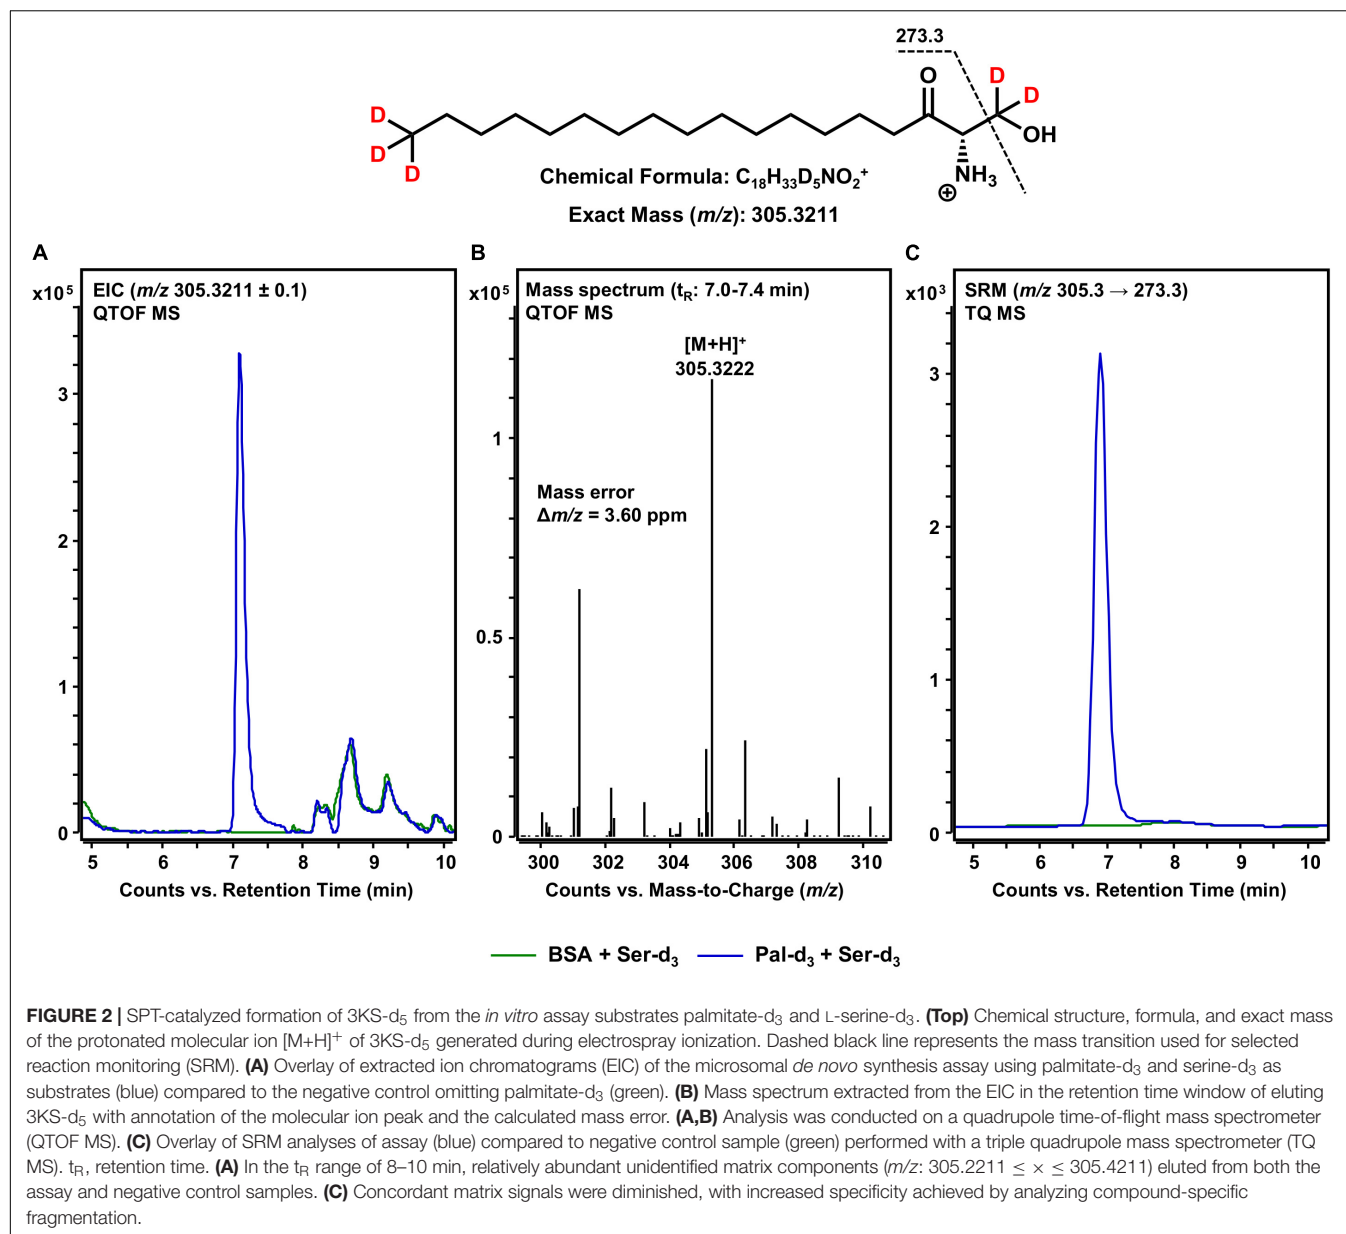 273.3
O
D
D
OH
NH3
⊕
D
D
D
Chemical Formula: C18H33D5NO2+
Exact Mass (m/z): 305.3211
A
x10^5
EIC (m/z 305.3211 ± 0.1)
QTOF MS
3
2
1
0
5 6 7 8 9 10
Counts vs. Retention Time (min)
B
x10^5
Mass spectrum (tR: 7.0-7.4 min)
QTOF MS
[M+H]+
305.3222
Mass error
Δm/z = 3.60 ppm
1
0.5
0
300 302 304 306 308 310
Counts vs. Mass-to-Charge (m/z)
C
x10^3
SRM (m/z 305.3 → 273.3)
TQ MS
3
2
1
0
5 6 7 8 9 10
Counts vs. Retention Time (min)
BSA + Ser-d3
Pal-d3 + Ser-d3
FIGURE 2 | SPT-catalyzed formation of 3KS-d5 from the in vitro assay substrates palmitate-d3 and L-serine-d3. (Top) Chemical structure, formula, and exact mass
of the protonated molecular ion [M+H]+ of 3KS-d5 generated during electrospray ionization. Dashed black line represents the mass transition used for selected
reaction monitoring (SRM). (A) Overlay of extracted ion chromatograms (EIC) of the microsomal de novo synthesis assay using palmitate-d3 and serine-d3 as
substrates (blue) compared to the negative control omitting palmitate-d3 (green). (B) Mass spectrum extracted from the EIC in the retention time window of eluting
3KS-d5 with annotation of the molecular ion peak and the calculated mass error. (A,B) Analysis was conducted on a quadrupole time-of-flight mass spectrometer
(QTOF MS). (C) Overlay of SRM analyses of assay (blue) compared to negative control sample (green) performed with a triple quadrupole mass spectrometer (TQ
MS). tR, retention time. (A) In the tR range of 8–10 min, relatively abundant unidentified matrix components (m/z: 305.2211 ≤ × ≤ 305.4211) eluted from both the
assay and negative control samples. (C) Concordant matrix signals were diminished, with increased specificity achieved by analyzing compound-specific
fragmentation.